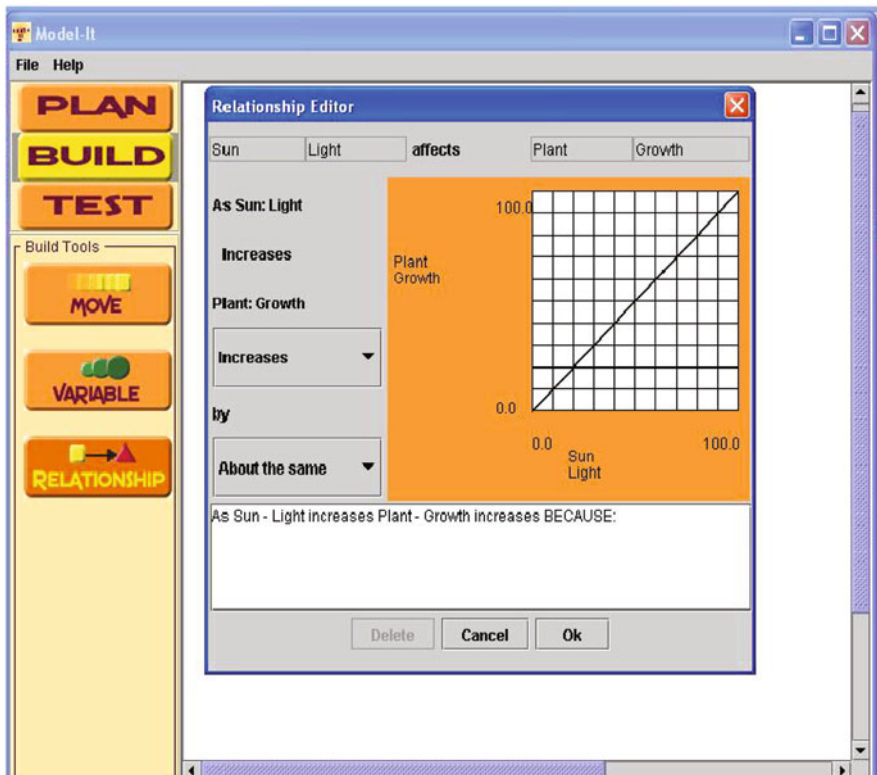 Model-It
File Help
PLAN
BUILD
TEST
Build Tools
MOVE
VARIABLE
RELATIONSHIP
Relationship Editor
Sun Light affects Plant Growth
As Sun: Light
Increases
Plant: Growth
Increases
by
About the same
100.0
Plant
Growth
0.0
0.0 100.0
Sun
Light
As Sun - Light increases Plant - Growth increases BECAUSE:
Delete Cancel Ok